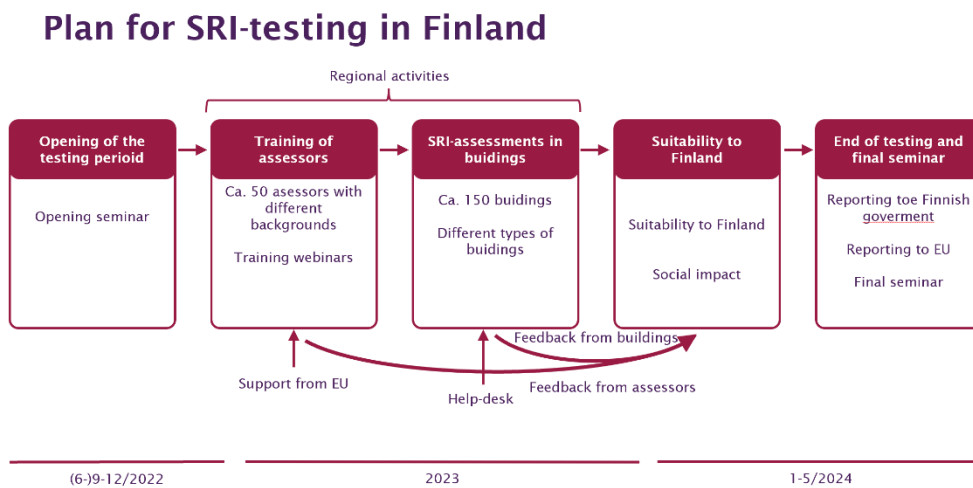 Plan for SRI-testing in Finland
Regional activities
Opening of the
testing perioid
Opening seminar
Training of
assessors
Ca. 50 asessors with
different
backgrounds
Training webinars
SRI-assessments in
buidings
Ca. 150 buidings
Different types of
buidings
Suitability to
Finland
Suitability to Finland
Social impact
End of testing and
final seminar
Reporting toe Finnish
goverment
Reporting to EU
Final seminar
Feedback from buildings
Support from EU
Feedback from assessors
Help-desk
(6-)9-12/2022
2023
1-5/2024